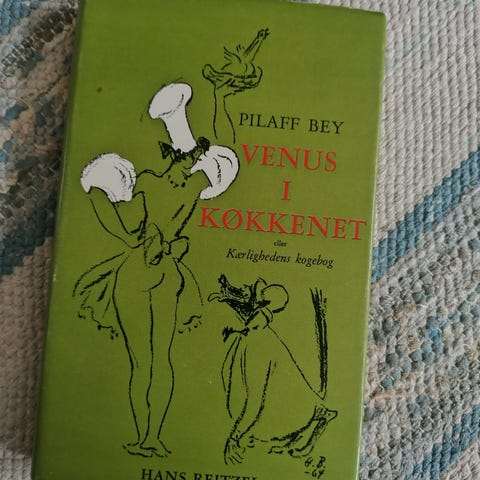 PILAFF BEY
VENUS
I
KØKKENET
eller
Kærlighedens kogebog
H.B.
-64
HANS REITZEL